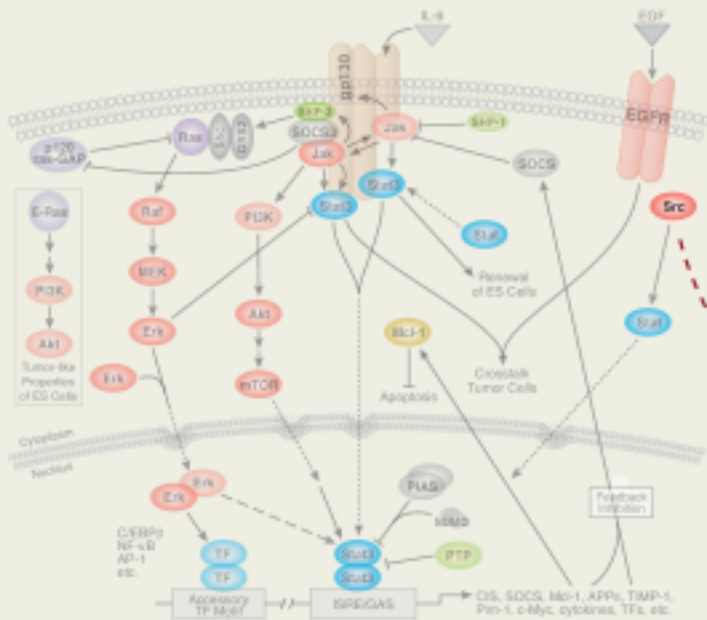 IL-6
EGF
gp130
EGFR
SHP-2
SOCS3
Jak
Jak
SHP-1
Ras
p120
ras-GAP
SOCS
Stat3
Stat3
Src
E-Ras
Raf
PI3K
Stat
Renewal
of ES Cells
PI3K
MEK
Akt
Stat
Akt
Erk
Mcl-1
Tumor-like
Properties
of ES Cells
Erk
mTOR
Apoptosis
Crosstalk
Tumor Cells
Cytoplasm
Nucleus
Erk
Erk
PIAS
SUMO
Feedback
Inhibition
C/EBPβ
NF-κB
AP-1
etc.
TF
TF
Stat3
Stat3
PTP
Accessory
TF Motif
ISRE/GAS
CIS, SOCS, Mcl-1, APPs, TIMP-1,
Pim-1, c-Myc, cytokines, TFs, etc.